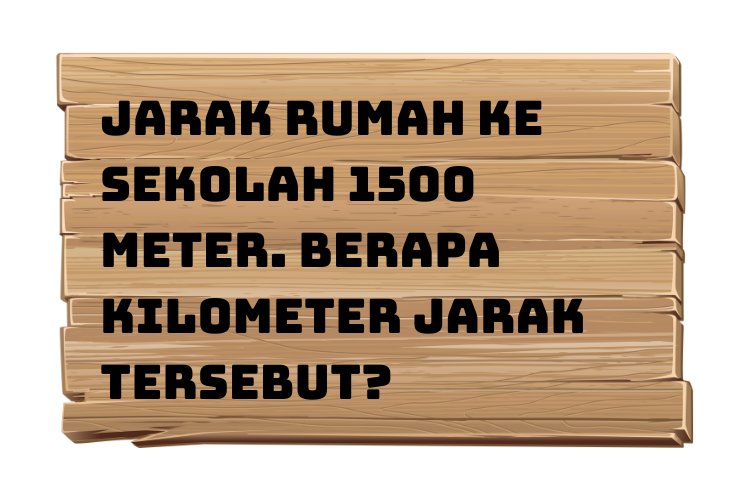 JARAK RUMAH KE
SEKOLAH 1500
METER. BERAPA
KILOMETER JARAK
TERSEBUT?